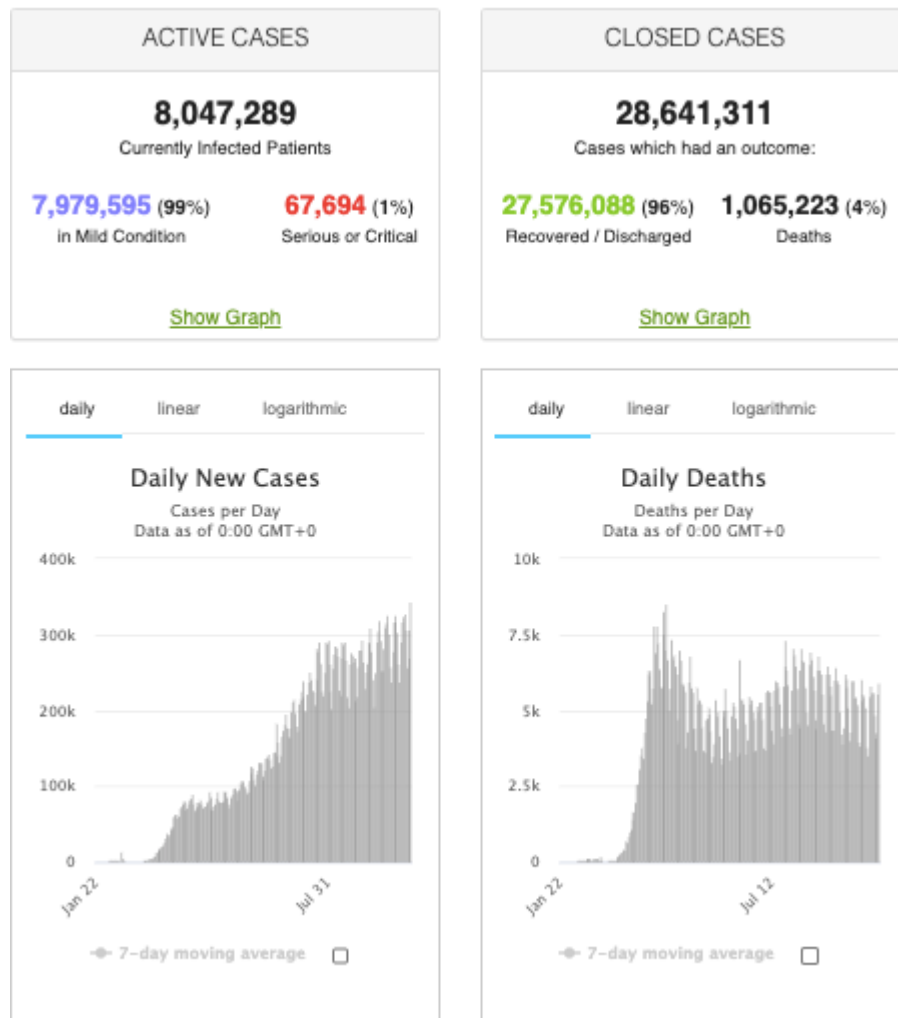 ACTIVE CASES
8,047,289
Currently Infected Patients
7,979,595 (99%)
in Mild Condition
67,694 (1%)
Serious or Critical
Show Graph
CLOSED CASES
28,641,311
Cases which had an outcome:
27,576,088 (96%)
Recovered / Discharged
1,065,223 (4%)
Deaths
Show Graph
daily linear logarithmic
Daily New Cases
Cases per Day
Data as of 0:00 GMT+0
400k
300k
200k
100k
0
Jan 22 Jul 31
7-day moving average
daily linear logarithmic
Daily Deaths
Deaths per Day
Data as of 0:00 GMT+0
10k
7.5k
5k
2.5k
0
Jan 22 Jul 12
7-day moving average